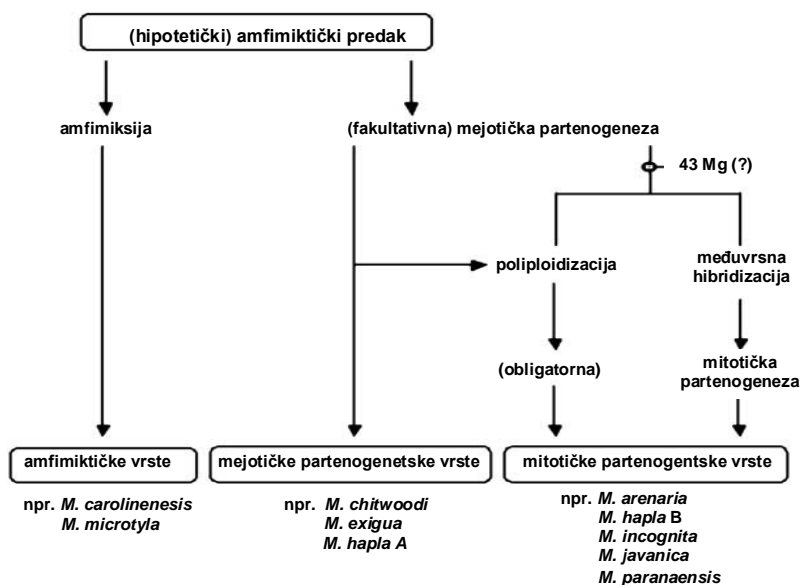 (hipotetički) amfimiktički predak
amfimiksija
(fakultativna) mejotička partenogeneza
43 Mg (?)
poliploidizacija
međuvrsna
hibridizacija
(obligatorna)
mitotička
partenogeneza
amfimiktičke vrste
mejotičke partenogenetske vrste
mitotičke partenogentske vrste
npr. M. carolinenesis
M. microtyla
npr. M. chitwoodi
M. exigua
M. hapla A
npr. M. arenaria
M. hapla B
M. incognita
M. javanica
M. paranaensis